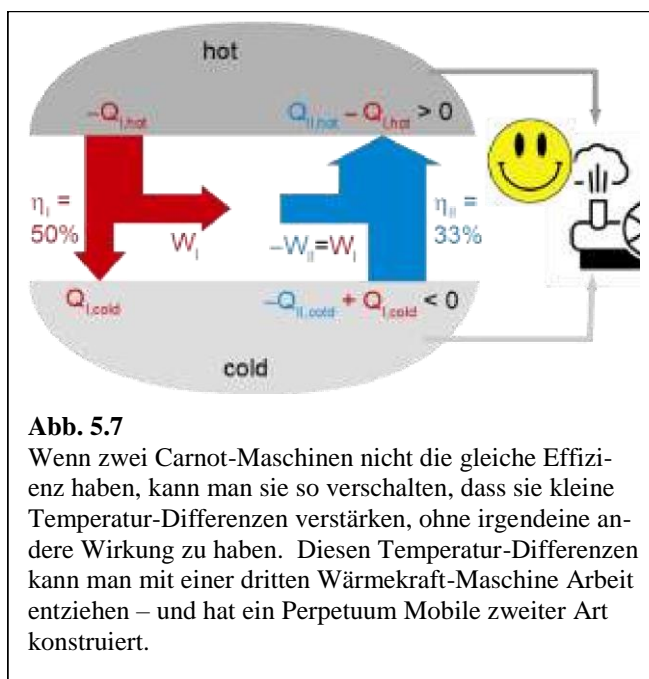 hot
−Q_I,hot Q_II,hot − Q_I,hot > 0
η_I = 50% W_I −W_II=W_I η_II = 33%
Q_I,cold −Q_II,cold + Q_I,cold < 0
cold
Abb. 5.7
Wenn zwei Carnot-Maschinen nicht die gleiche Effizi-
enz haben, kann man sie so verschalten, dass sie kleine
Temperatur-Differenzen verstärken, ohne irgendeine an-
dere Wirkung zu haben. Diesen Temperatur-Differenzen
kann man mit einer dritten Wärmekraft-Maschine Arbeit
entziehen – und hat ein Perpetuum Mobile zweiter Art
konstruiert.